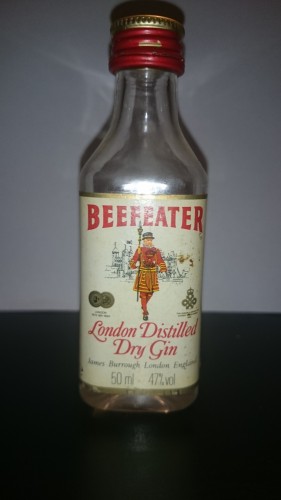 BEEFEATER
London Distilled
Dry Gin
James Burrough London England
50 ml 47% vol